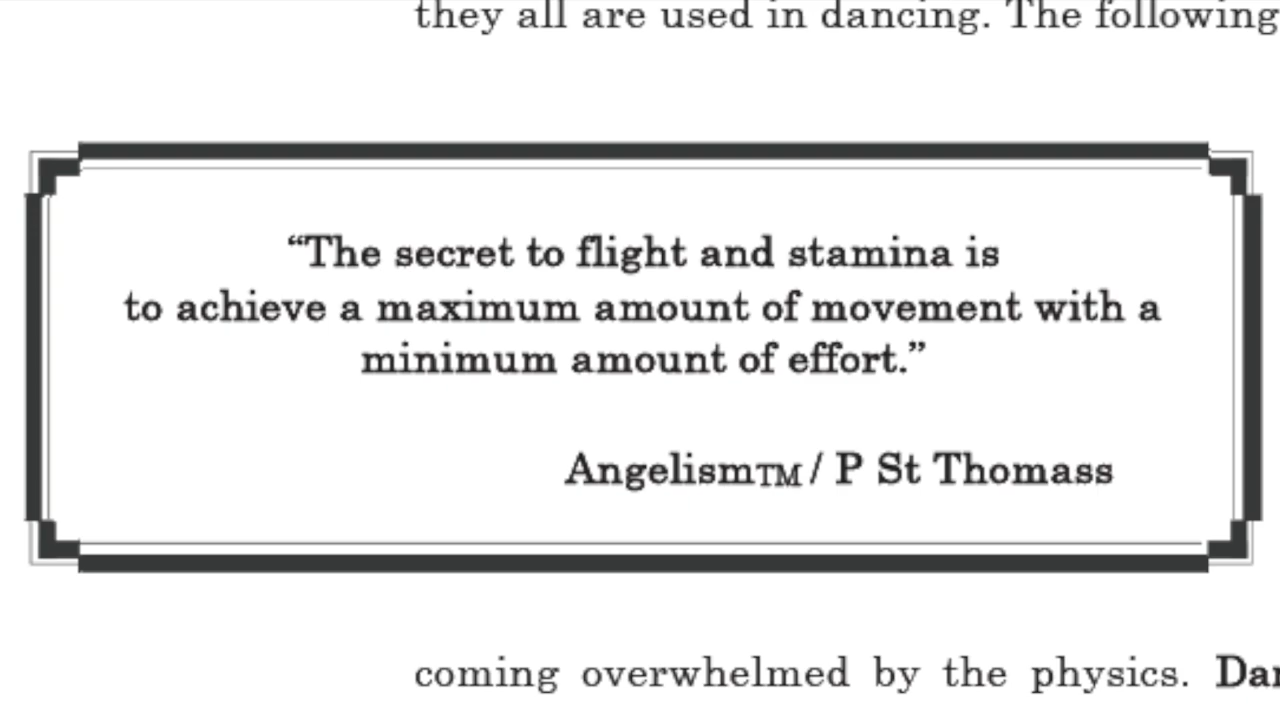 they all are used in dancing. The following
“The secret to flight and stamina is
to achieve a maximum amount of movement with a
minimum amount of effort.”
Angelism™ / P St Thomass
coming overwhelmed by the physics.